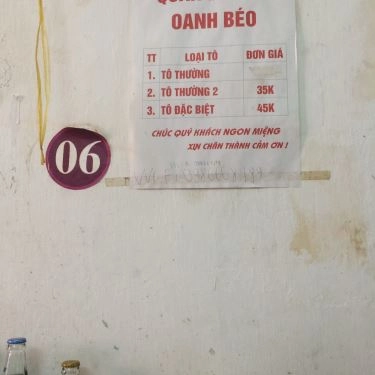 OANH BÉO
TT LOẠI TÔ ĐƠN GIÁ
1. TÔ THƯỜNG
2. TÔ THƯỜNG 2 35K
3. TÔ ĐẶC BIỆT 45K
CHÚC QUÝ KHÁCH NGON MIỆNG
XIN CHÂN THÀNH CẢM ƠN !
06